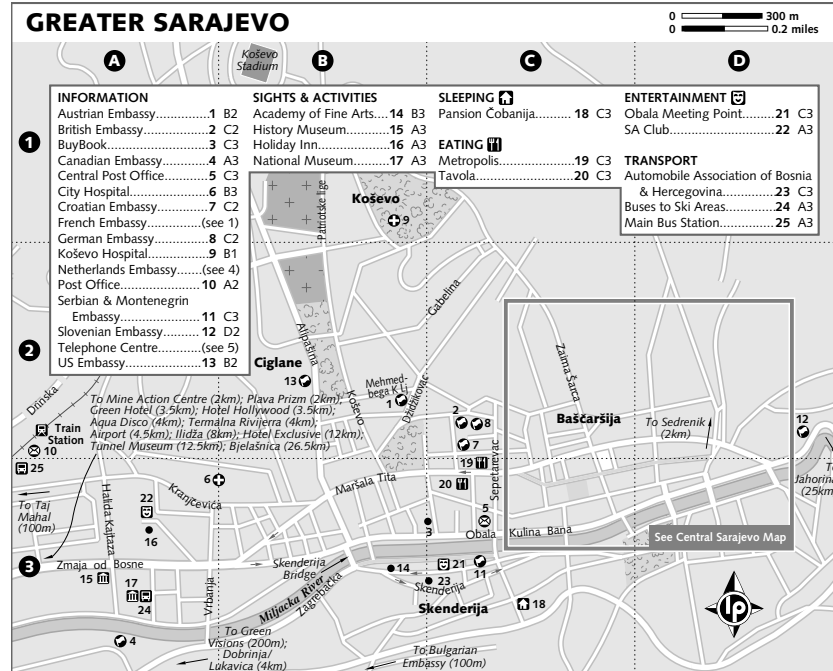 GREATER SARAJEVO
0 300 m
0 0.2 miles
A B C D
Koševo
Stadium
1
INFORMATION
Austrian Embassy..............1 B2
British Embassy.................2 C2
BuyBook...........................3 C3
Canadian Embassy............4 A3
Central Post Office............5 C3
City Hospital.....................6 B3
Croatian Embassy..............7 C2
French Embassy..............(see 1)
German Embassy..............8 C2
Koševo Hospital................9 B1
Netherlands Embassy.......(see 4)
Post Office......................10 A2
Serbian & Montenegrin
Embassy.......................11 C3
Slovenian Embassy..........12 D2
Telephone Centre............(see 5)
US Embassy....................13 B2
SIGHTS & ACTIVITIES
Academy of Fine Arts....14 B3
History Museum............15 A3
Holiday Inn...................16 A3
National Museum..........17 A3
SLEEPING
Pansion Čobanija............18 C3
EATING
Metropolis.....................19 C3
Tavola...........................20 C3
ENTERTAINMENT
Obala Meeting Point.......21 C3
SA Club.........................22 A3
TRANSPORT
Automobile Association of Bosnia
& Hercegovina.............23 C3
Buses to Ski Areas..........24 A3
Main Bus Station............25 A3
Patriotske lige
Koševo
9
2
Gabelina
Alipašina
Ciglane
13
Koševo
Mehmed-
bega K Lj
1
Džidžikovac
Zaima Šarca
Baščaršija
To Sedrenik
(2km)
12
To
Jahorina
(25km)
Drinska
Train
Station
10
25
To Mine Action Centre (2km); Plava Prizm (2km);
Green Hotel (3.5km); Hotel Hollywood (3.5km);
Aqua Disco (4km); Termalna Rivijerra (4km);
Airport (4.5km); Ilidža (8km); Hotel Exclusive (12km);
Tunnel Museum (12.5km); Bjelašnica (26.5km)
2
8
7
19
20
Sepetarevac
6
Kranjčevića
Maršala Tita
To Taj
Mahal
(100m)
Halida Kajtaza
22
16
5
3
Obala Kulina Bana
See Central Sarajevo Map
3
Zmaja od Bosne
15
17
24
Vrbanja
Skenderija
Bridge
Miljacka River
Zagrebačka
14
21
23
11
Skenderija
Skenderija
18
4
To Green
Visions (200m);
Dobrinja/
Lukavica (4km)
To Bulgarian
Embassy (100m)
lp